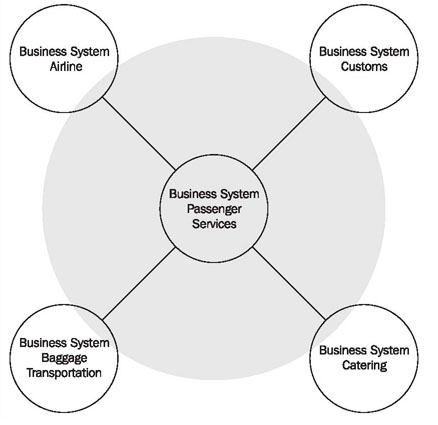 Business System
Airline
Business System
Customs
Business System
Passenger
Services
Business System
Baggage
Transportation
Business System
Catering